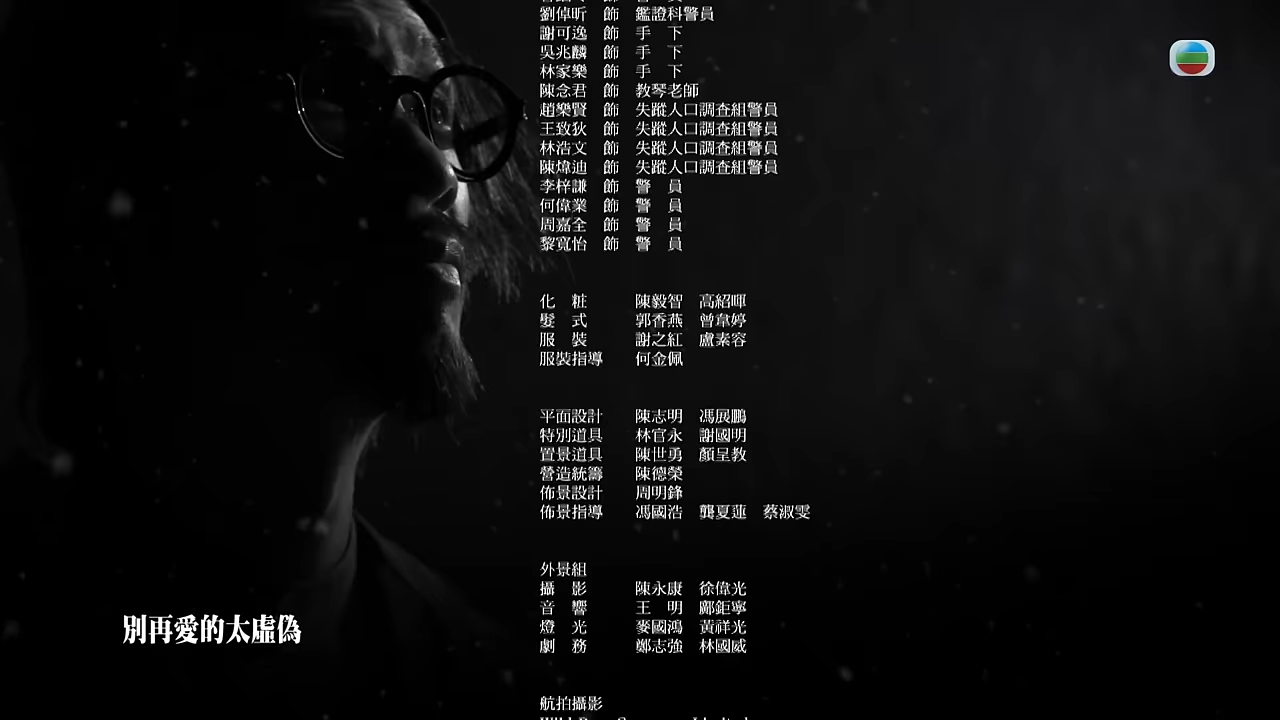 劉倬昕 飾 鑑證科警員
謝可逸 飾 手 下
吳兆麟 飾 手 下
林家樂 飾 手 下
陳念君 飾 教琴老師
趙樂賢 飾 失蹤人口調查組警員
王致狄 飾 失蹤人口調查組警員
林浩文 飾 失蹤人口調查組警員
陳煒迪 飾 失蹤人口調查組警員
李梓謙 飾 警 員
何偉業 飾 警 員
周嘉全 飾 警 員
黎寬怡 飾 警 員
化 粧 陳毅智 高紹暉
髮 式 郭香燕 曾韋婷
服 裝 謝之紅 盧素容
服裝指導 何金佩
平面設計 陳志明 馮展鵬
特別道具 林官永 謝國明
置景道具 陳世勇 顏呈教
營造統籌 陳德榮
佈景設計 周明鋒
佈景指導 馮國浩 龔夏蓮 蔡淑雯
外景組
攝 影 陳永康 徐偉光
音 響 王 明 鄺鉅寧
燈 光 麥國鴻 黃祥光
劇 務 鄭志強 林國威
別再愛的太虛偽
航拍攝影